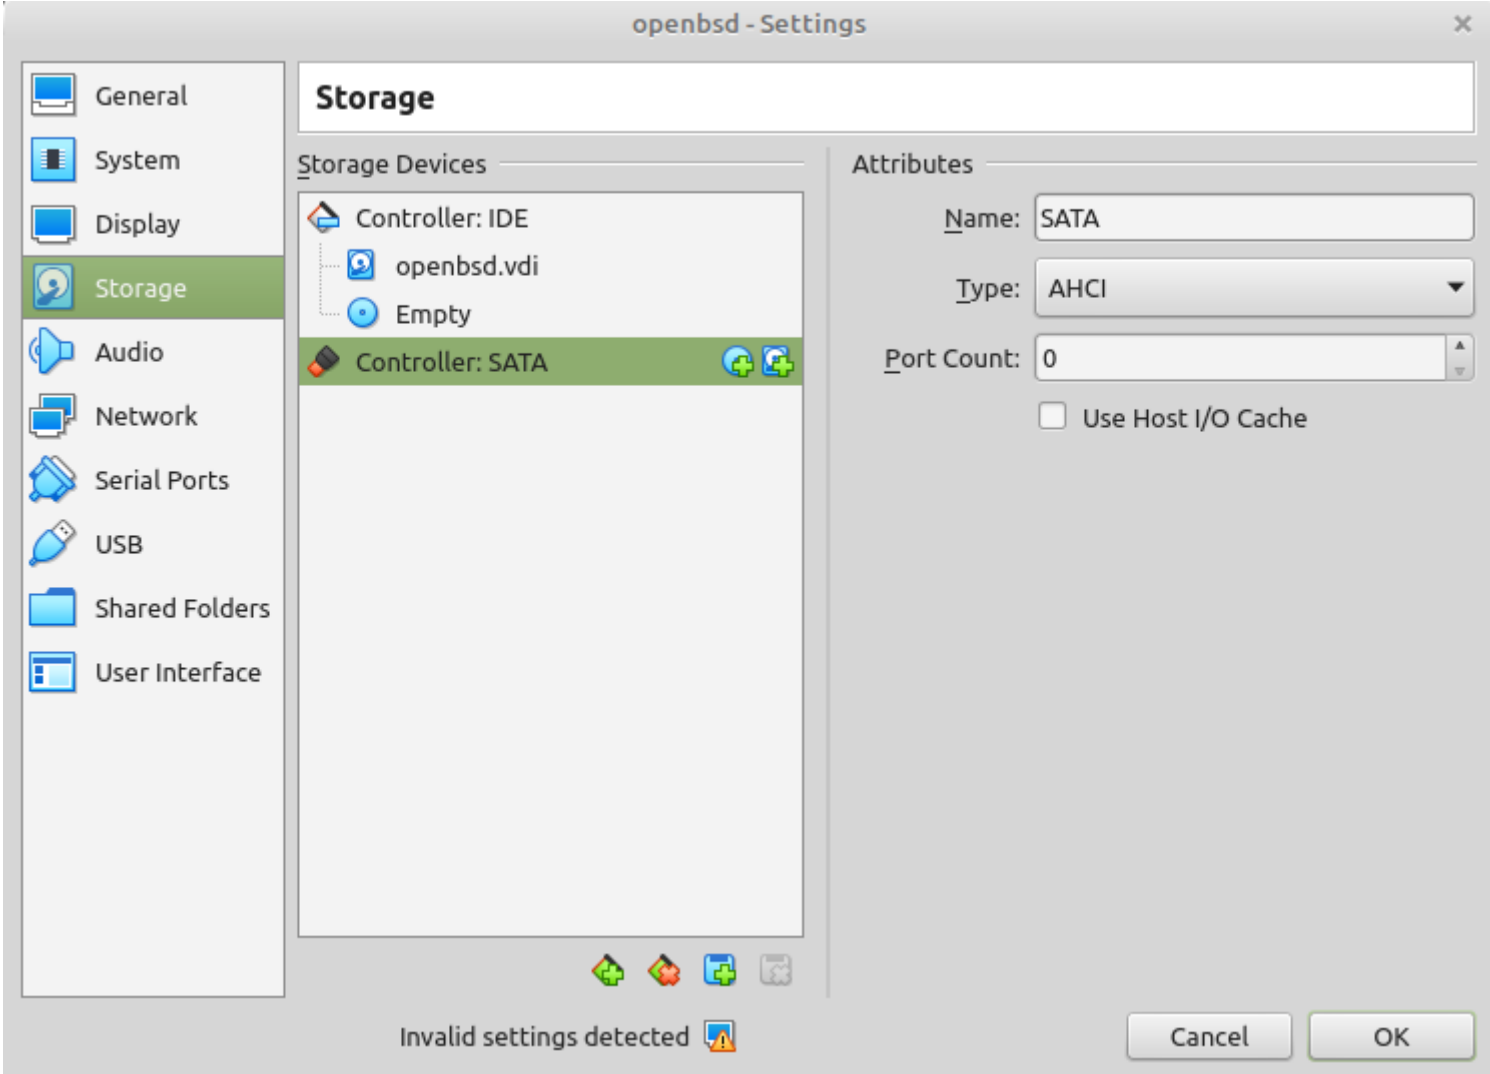 openbsd - Settings
General
System
Display
Storage
Audio
Network
Serial Ports
USB
Shared Folders
User Interface
Storage
Storage Devices
Controller: IDE
openbsd.vdi
Empty
Controller: SATA
Attributes
Name: SATA
Type: AHCI
Port Count: 0
Use Host I/O Cache
Invalid settings detected
Cancel
OK